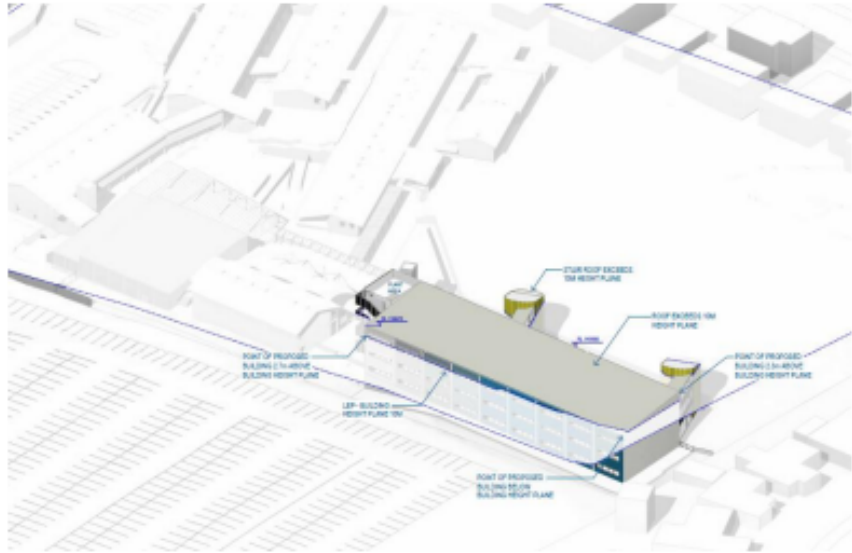 STAIR ROOF EXCEEDS
10M HEIGHT PLANE
PLANT
AREA
ROOF EXCEEDS 10M
HEIGHT PLANE
POINT OF PROPOSED
BUILDING 2.7m ABOVE
BUILDING HEIGHT PLANE
POINT OF PROPOSED
BUILDING ABOVE
BUILDING HEIGHT PLANE
LEP - BUILDING
HEIGHT PLANE 10M
POINT OF PROPOSED
BUILDING BELOW
BUILDING HEIGHT PLANE